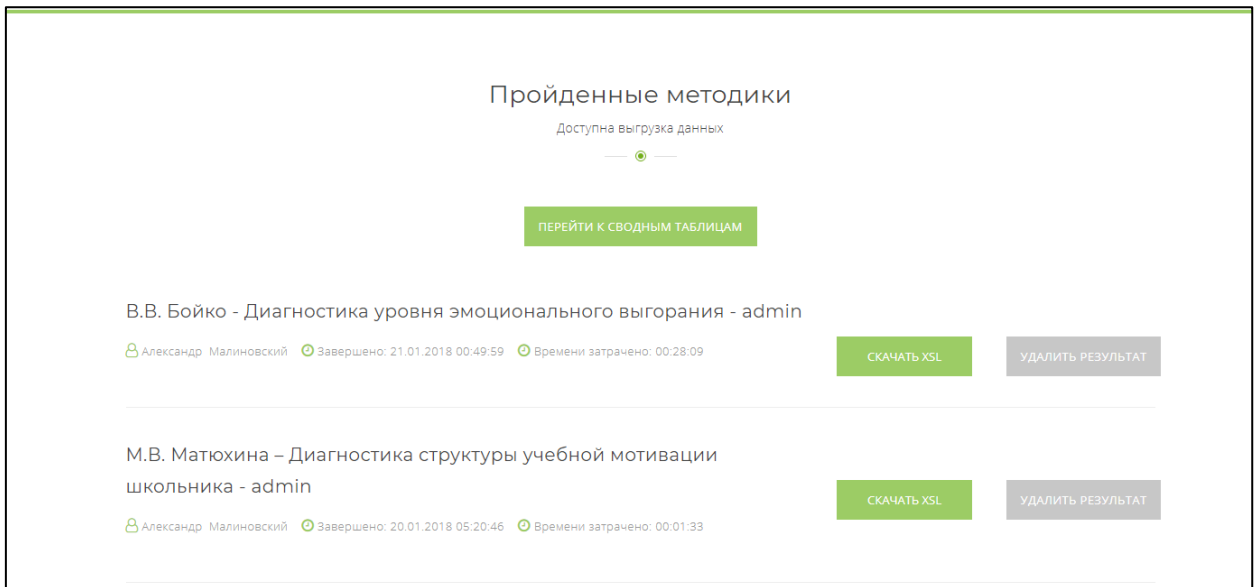 Пройденные методики
Доступна выгрузка данных
ПЕРЕЙТИ К СВОДНЫМ ТАБЛИЦАМ
В.В. Бойко - Диагностика уровня эмоционального выгорания - admin
Александр Малиновский Завершено: 21.01.2018 00:49:59 Времени затрачено: 00:28:09
СКАЧАТЬ XSL УДАЛИТЬ РЕЗУЛЬТАТ
М.В. Матюхина – Диагностика структуры учебной мотивации
школьника - admin
Александр Малиновский Завершено: 20.01.2018 05:20:46 Времени затрачено: 00:01:33
СКАЧАТЬ XSL УДАЛИТЬ РЕЗУЛЬТАТ